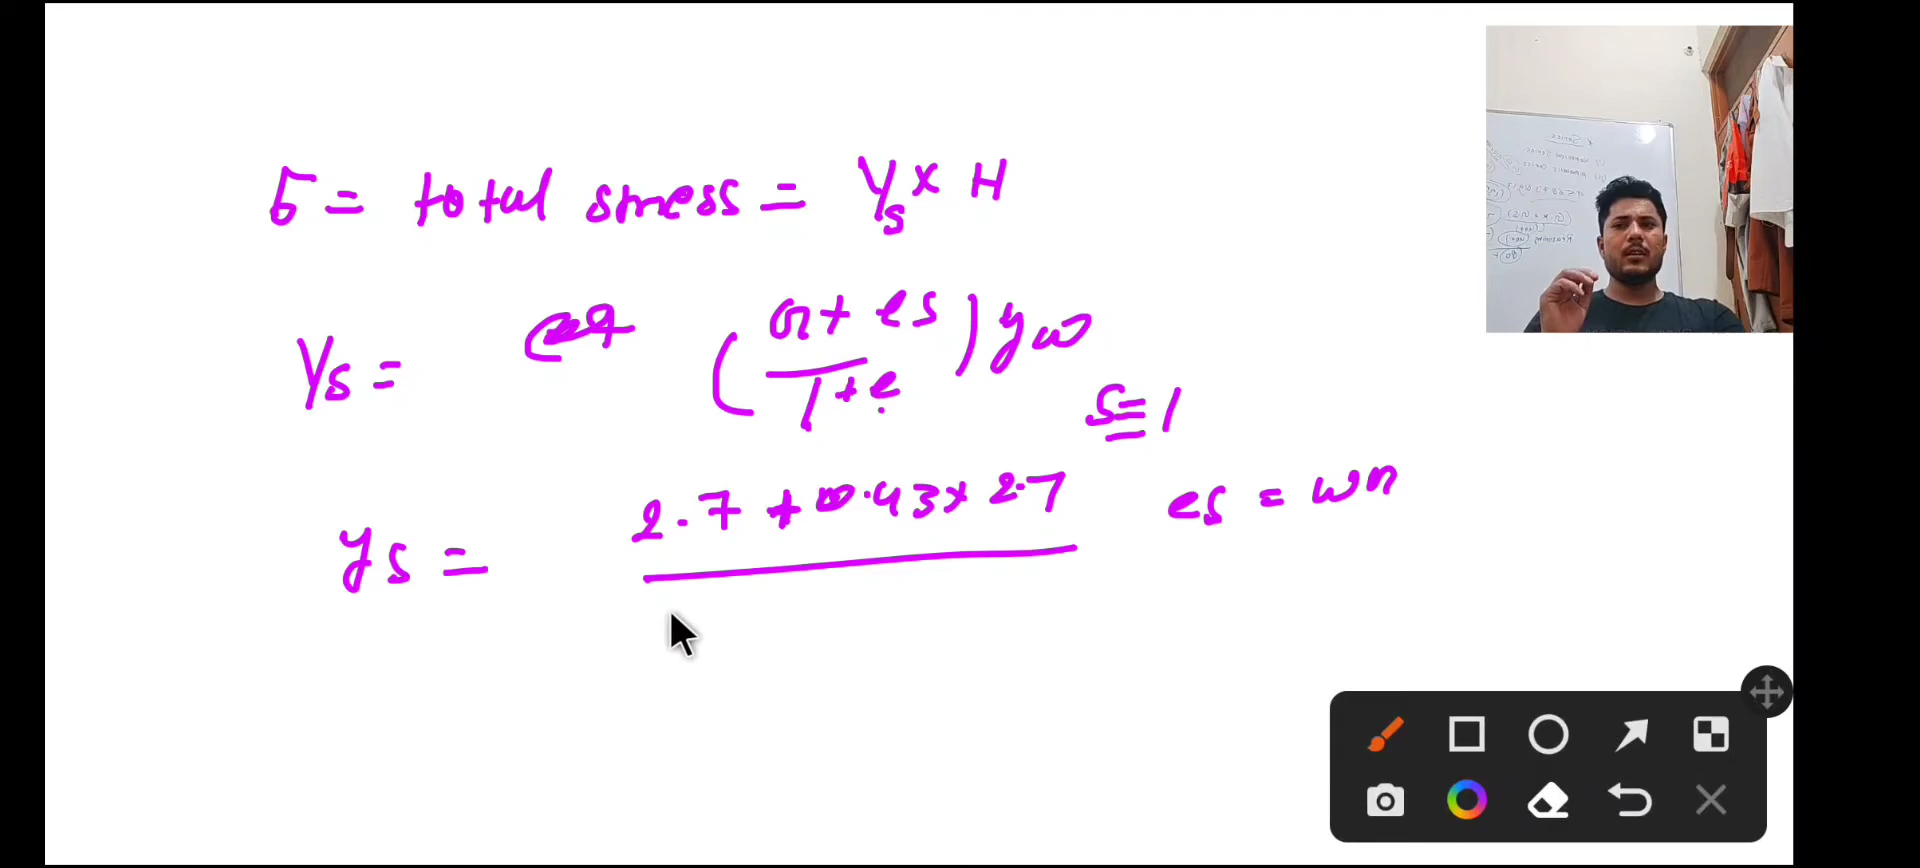 σ = total stress = γs × H
γs = (G + es / 1 + e) γw
s = 1
γs = 2.7 + 0.43 × 2.7
es = wG